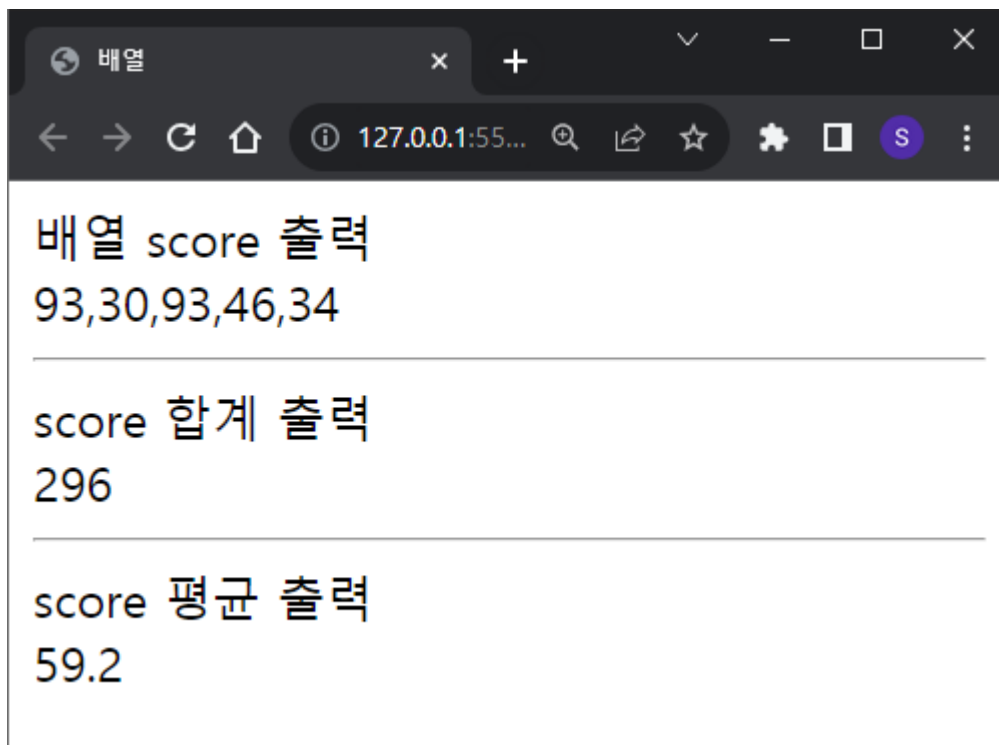 배열
127.0.0.1:55...
S
배열 score 출력
93,30,93,46,34
score 합계 출력
296
score 평균 출력
59.2